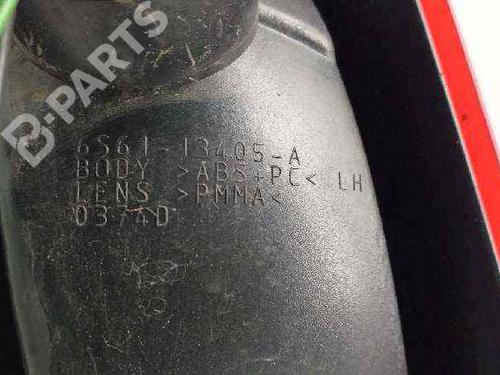 B-PARTS
6S61-13405-A
BODY >ABS+PC< LH
LENS >PMMA<
0374D